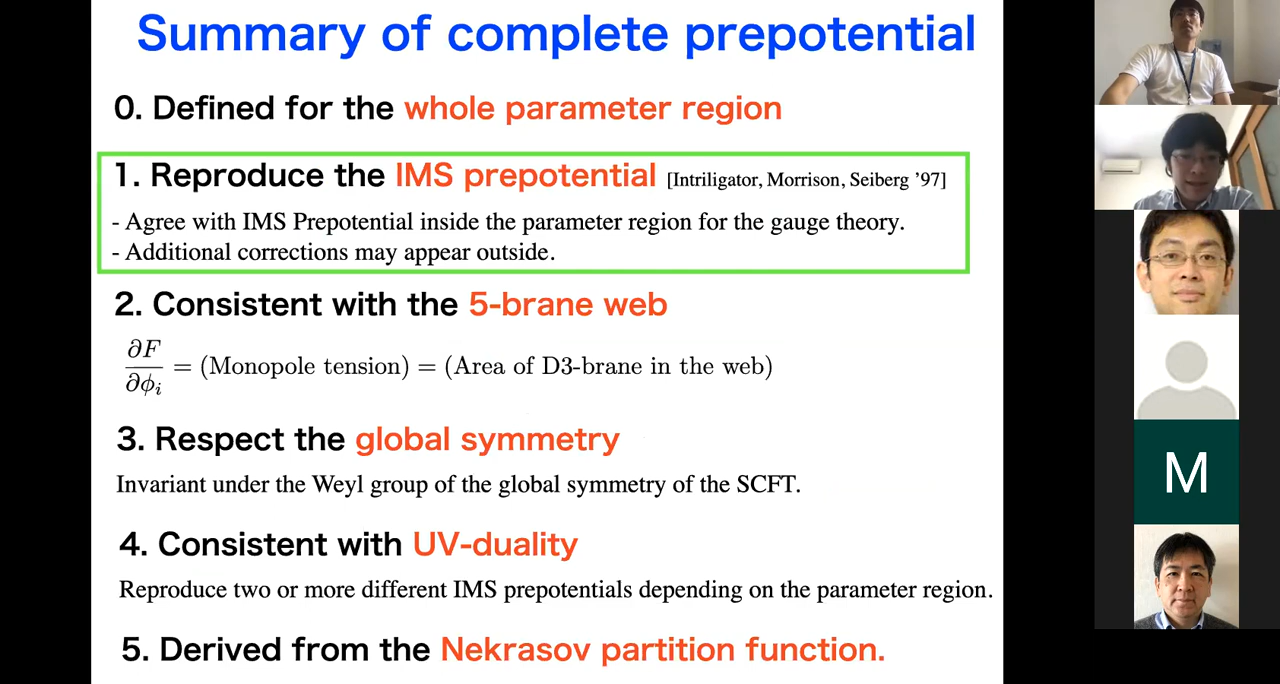 Summary of complete prepotential
0. Defined for the whole parameter region
1. Reproduce the IMS prepotential [Intriligator, Morrison, Seiberg ’97]
- Agree with IMS Prepotential inside the parameter region for the gauge theory.
- Additional corrections may appear outside.
2. Consistent with the 5-brane web
∂F/∂ϕᵢ = (Monopole tension) = (Area of D3-brane in the web)
3. Respect the global symmetry
Invariant under the Weyl group of the global symmetry of the SCFT.
4. Consistent with UV-duality
Reproduce two or more different IMS prepotentials depending on the parameter region.
5. Derived from the Nekrasov partition function.
M